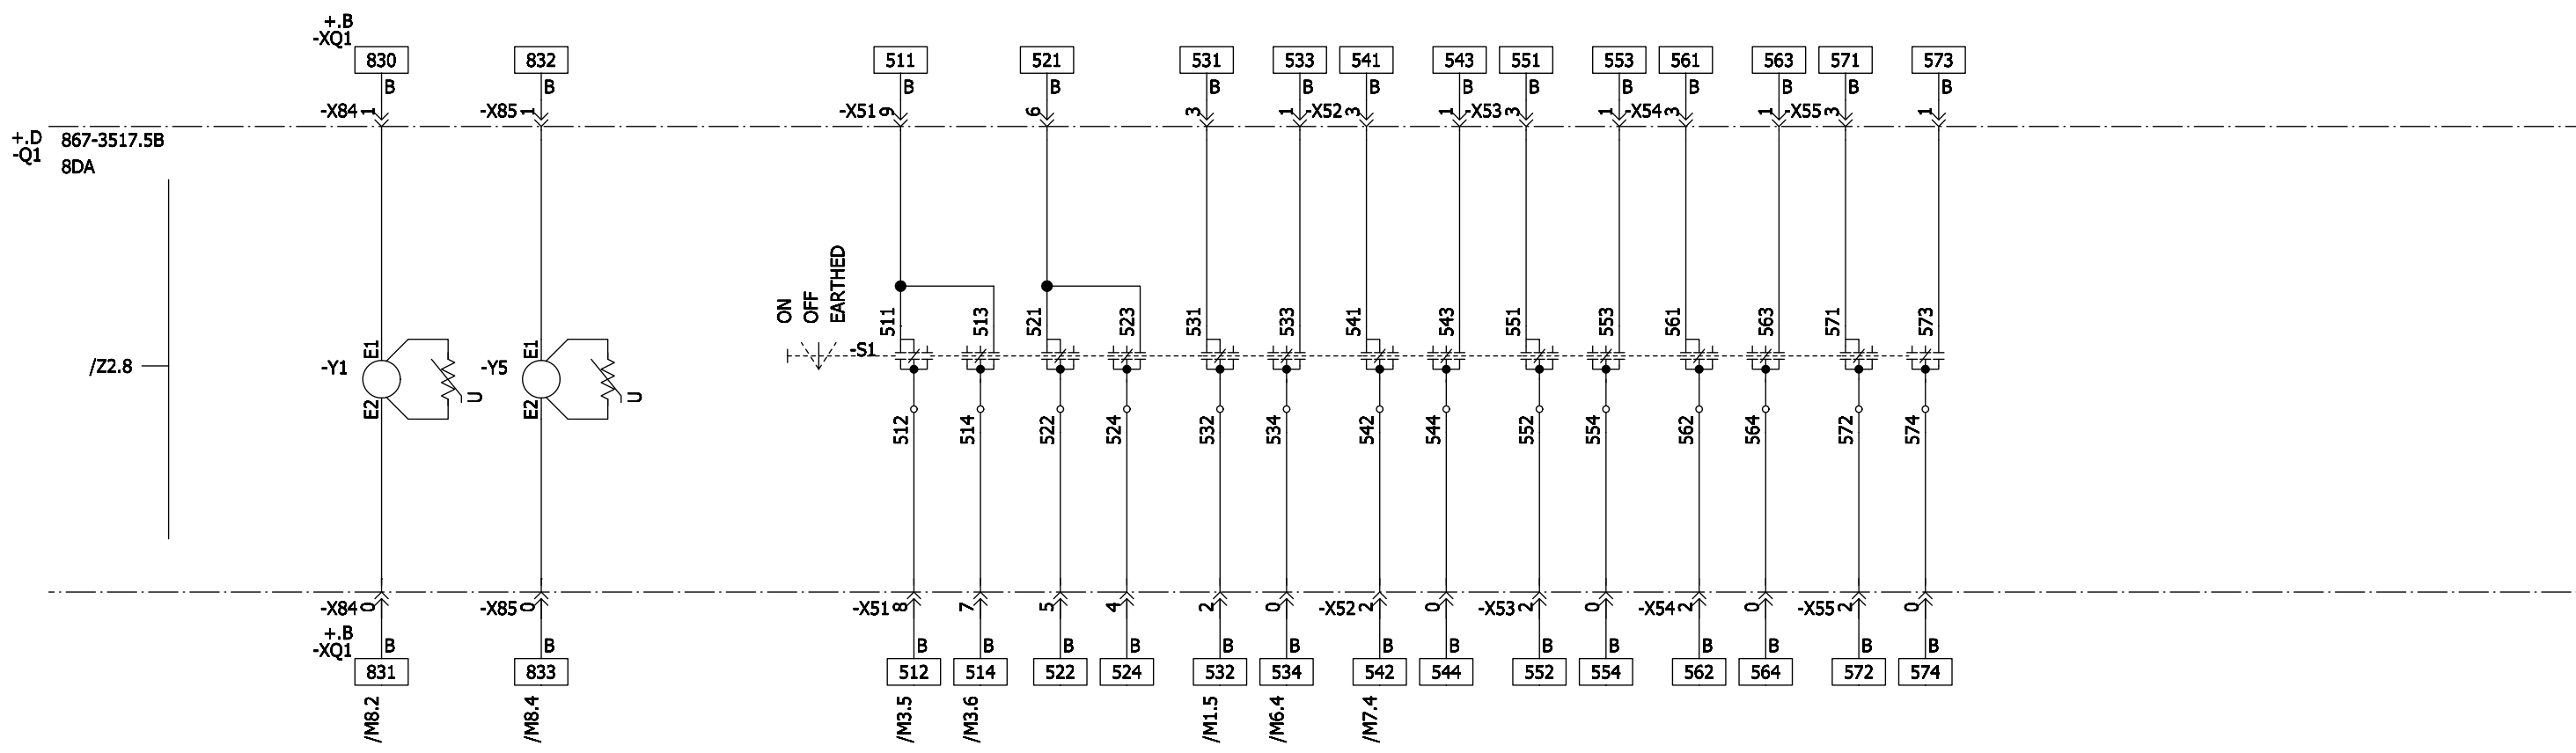 +.B
-XQ1
830 832 511 521 531 533 541 543 551 553 561 563 571 573
B B B B B B B B B B B B B B
-X84 1 -X85 1 -X51 9 6 3 1 -X52 3 1 -X53 3 1 -X54 3 1 -X55 3 1
+.D
-Q1
867-3517.5B
8DA
ON
OFF
EARTHED
511 513 521 523 531 533 541 543 551 553 561 563 571 573
E1 E1
/Z2.8 -Y1 -Y5 -S1
U U
E2 E2
512 514 522 524 532 534 542 544 552 554 562 564 572 574
-X84 0 -X85 0 -X51 8 7 5 4 2 0 -X52 2 0 -X53 2 0 -X54 2 0 -X55 2 0
+.B
-XQ1
B B B B B B B B B B B B B B B B
831 833 512 514 522 524 532 534 542 544 552 554 562 564 572 574
/M8.2 /M8.4 /M3.5 /M3.6 /M1.5 /M6.4 /M7.4